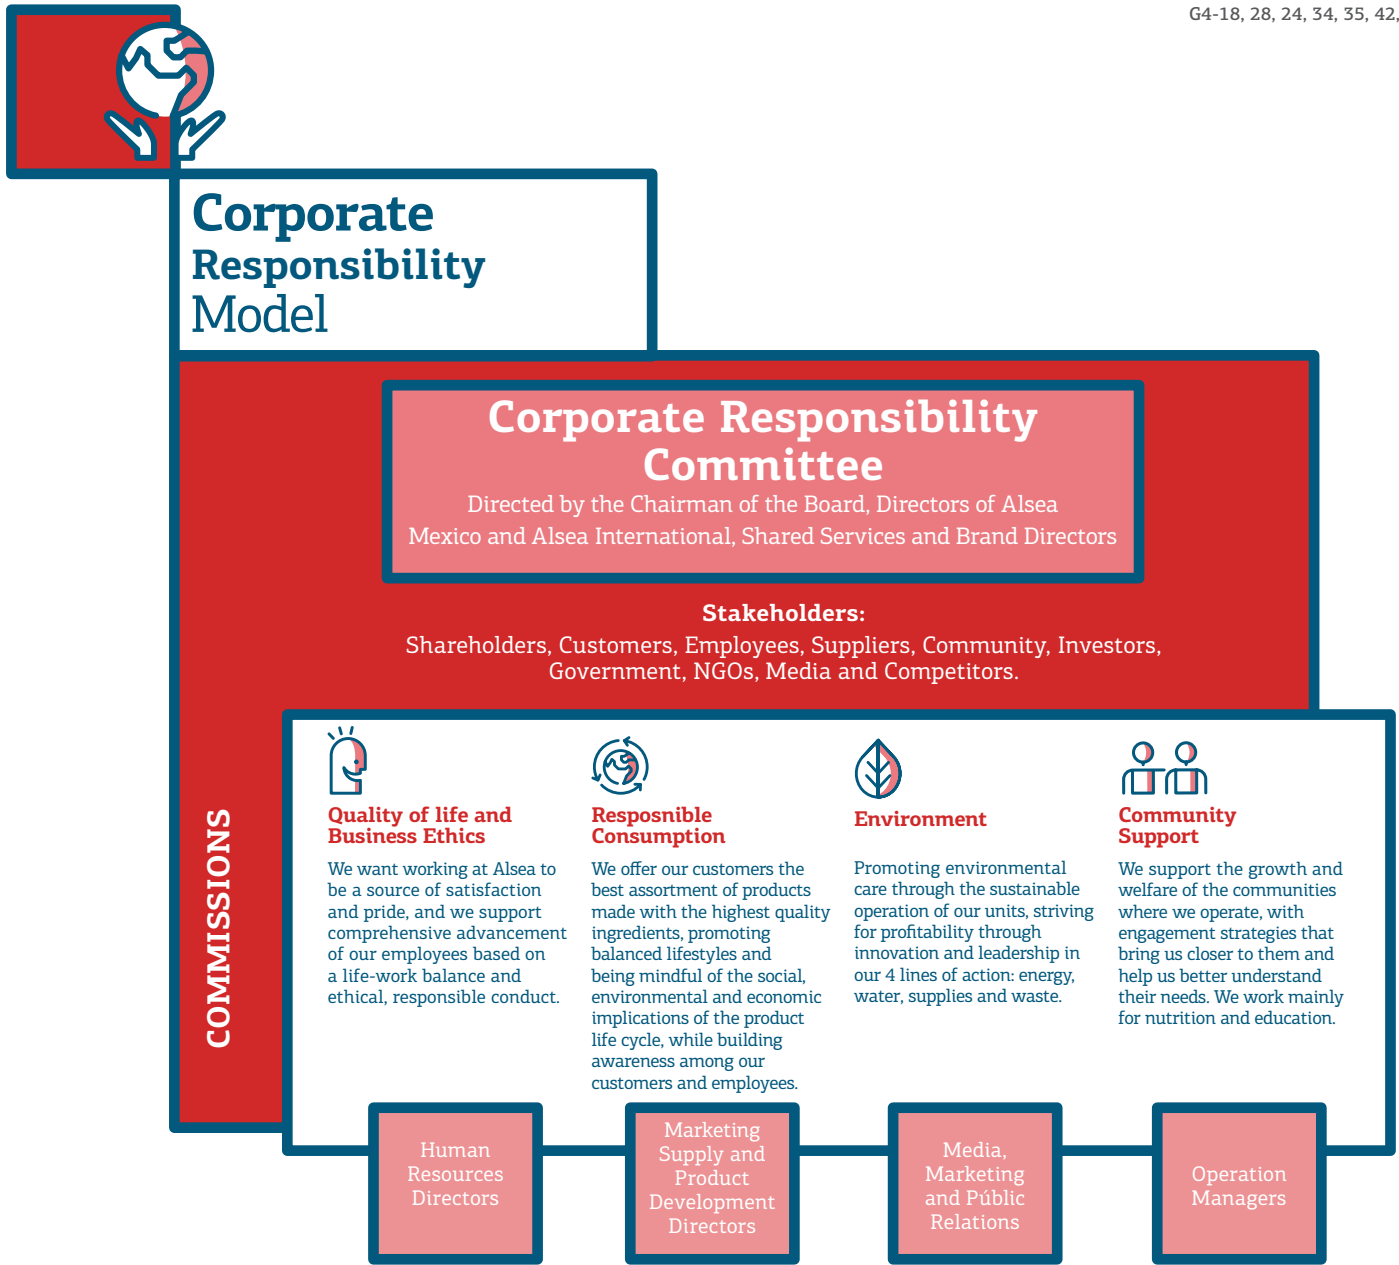 G4-18, 28, 24, 34, 35, 42,
Corporate
Responsibility
Model
Corporate Responsibility
Committee
Directed by the Chairman of the Board, Directors of Alsea
Mexico and Alsea International, Shared Services and Brand Directors
Stakeholders:
Shareholders, Customers, Employees, Suppliers, Community, Investors,
Government, NGOs, Media and Competitors.
COMMISSIONS
Quality of life and
Business Ethics
We want working at Alsea to
be a source of satisfaction
and pride, and we support
comprehensive advancement
of our employees based on
a life-work balance and
ethical, responsible conduct.
Human
Resources
Directors
Resposnible
Consumption
We offer our customers the
best assortment of products
made with the highest quality
ingredients, promoting
balanced lifestyles and
being mindful of the social,
environmental and economic
implications of the product
life cycle, while building
awareness among our
customers and employees.
Marketing
Supply and
Product
Development
Directors
Environment
Promoting environmental
care through the sustainable
operation of our units, striving
for profitability through
innovation and leadership in
our 4 lines of action: energy,
water, supplies and waste.
Media,
Marketing
and Públic
Relations
Community
Support
We support the growth and
welfare of the communities
where we operate, with
engagement strategies that
bring us closer to them and
help us better understand
their needs. We work mainly
for nutrition and education.
Operation
Managers